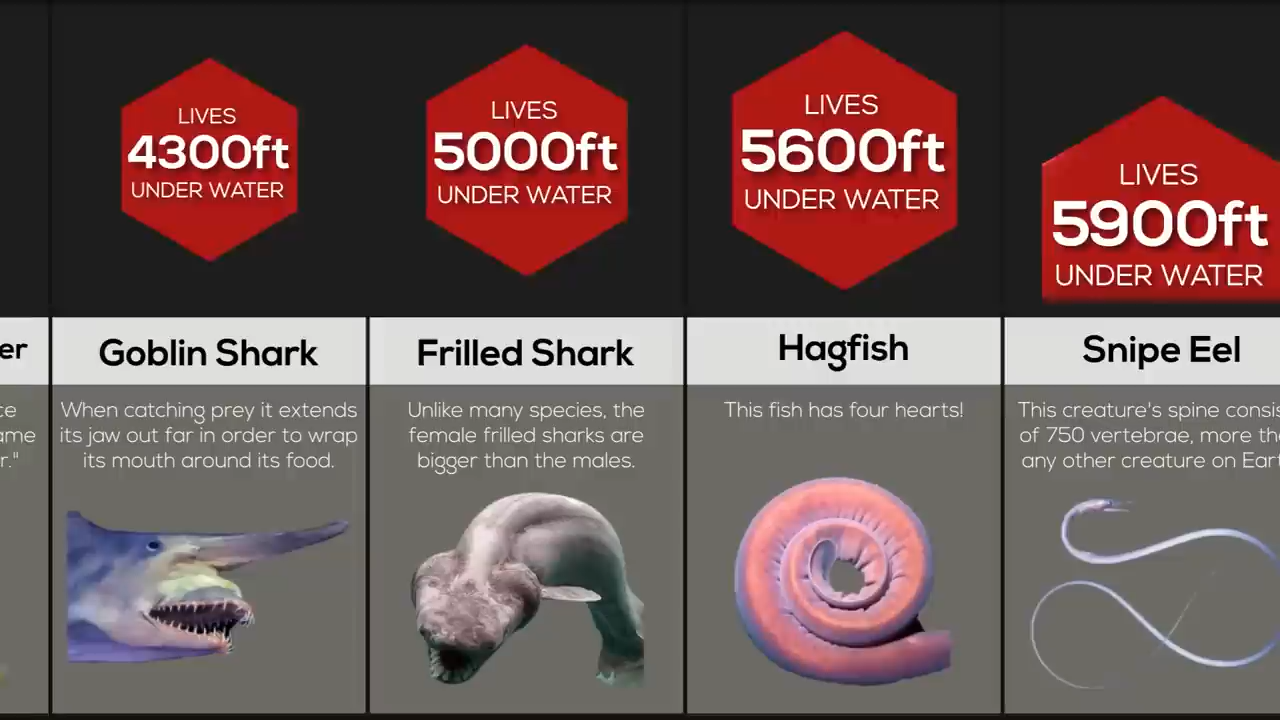 LIVES
4300ft
UNDER WATER
LIVES
5000ft
UNDER WATER
LIVES
5600ft
UNDER WATER
LIVES
5900ft
UNDER WATER
er
Goblin Shark
Frilled Shark
Hagfish
Snipe Eel
ce
ame
r."
When catching prey it extends
its jaw out far in order to wrap
its mouth around its food.
Unlike many species, the
female frilled sharks are
bigger than the males.
This fish has four hearts!
This creature's spine consis
of 750 vertebrae, more th
any other creature on Ear